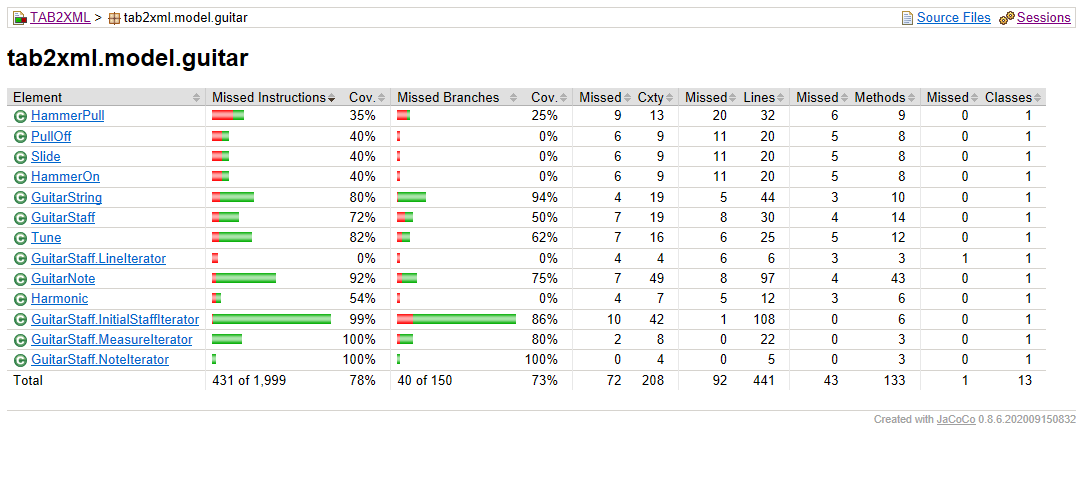 TAB2XML > tab2xml.model.guitar Source Files Sessions
tab2xml.model.guitar
Element Missed Instructions Cov. Missed Branches Cov. Missed Cxty Missed Lines Missed Methods Missed Classes
HammerPull 35% 25% 9 13 20 32 6 9 0 1
PullOff 40% 0% 6 9 11 20 5 8 0 1
Slide 40% 0% 6 9 11 20 5 8 0 1
HammerOn 40% 0% 6 9 11 20 5 8 0 1
GuitarString 80% 94% 4 19 5 44 3 10 0 1
GuitarStaff 72% 50% 7 19 8 30 4 14 0 1
Tune 82% 62% 7 16 6 25 5 12 0 1
GuitarStaff.LineIterator 0% 0% 4 4 6 6 3 3 1 1
GuitarNote 92% 75% 7 49 8 97 4 43 0 1
Harmonic 54% 0% 4 7 5 12 3 6 0 1
GuitarStaff.InitialStaffIterator 99% 86% 10 42 1 108 0 6 0 1
GuitarStaff.MeasureIterator 100% 80% 2 8 0 22 0 3 0 1
GuitarStaff.NoteIterator 100% 100% 0 4 0 5 0 3 0 1
Total 431 of 1,999 78% 40 of 150 73% 72 208 92 441 43 133 1 13
Created with JaCoCo 0.8.6.202009150832